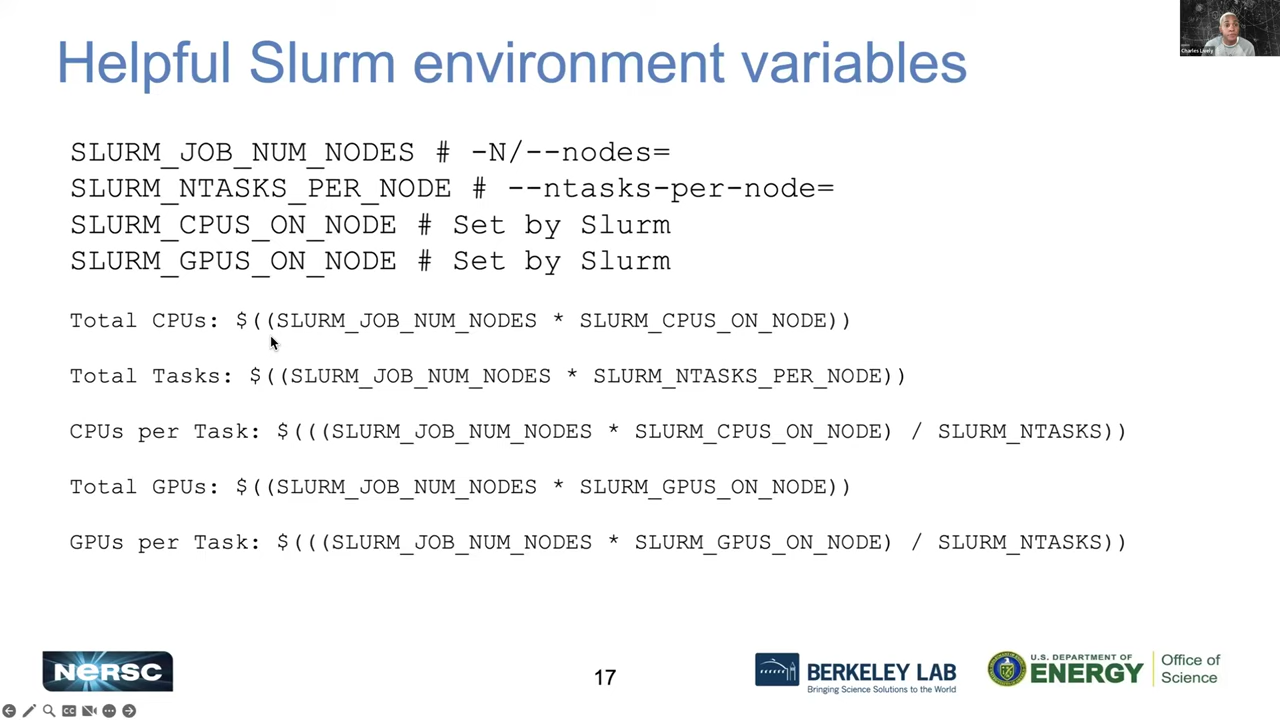 Helpful Slurm environment variables
Charles Lively
SLURM_JOB_NUM_NODES # -N/--nodes=
SLURM_NTASKS_PER_NODE # --ntasks-per-node=
SLURM_CPUS_ON_NODE # Set by Slurm
SLURM_GPUS_ON_NODE # Set by Slurm
Total CPUs: $((SLURM_JOB_NUM_NODES * SLURM_CPUS_ON_NODE))
Total Tasks: $((SLURM_JOB_NUM_NODES * SLURM_NTASKS_PER_NODE))
CPUs per Task: $(((SLURM_JOB_NUM_NODES * SLURM_CPUS_ON_NODE) / SLURM_NTASKS))
Total GPUs: $((SLURM_JOB_NUM_NODES * SLURM_GPUS_ON_NODE))
GPUs per Task: $(((SLURM_JOB_NUM_NODES * SLURM_GPUS_ON_NODE) / SLURM_NTASKS))
NERSC
17
BERKELEY LAB
Bringing Science Solutions to the World
U.S. DEPARTMENT OF
ENERGY
Office of
Science